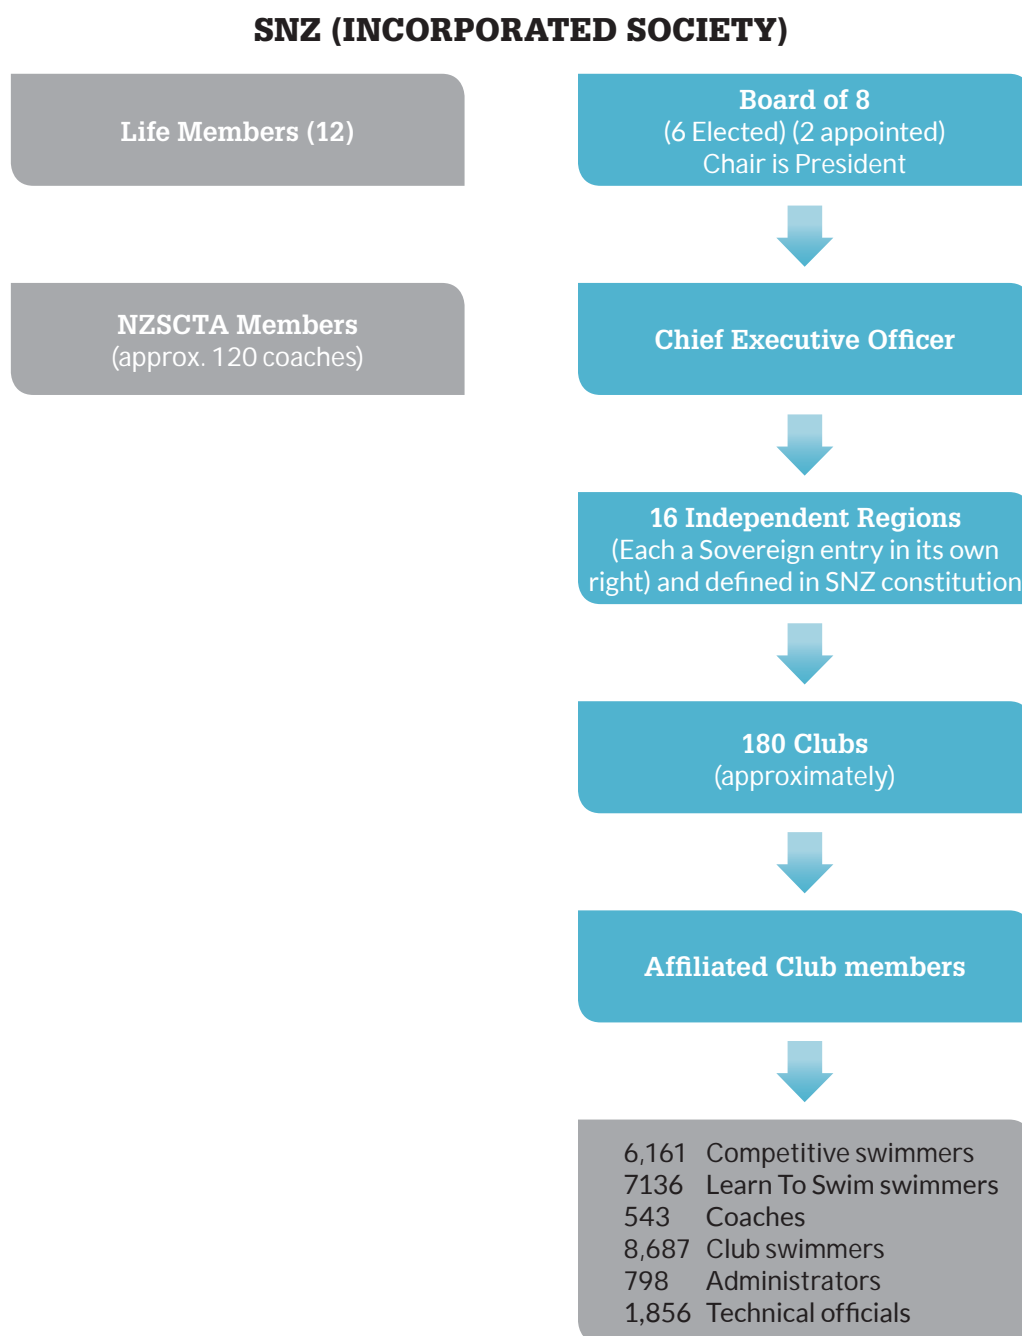 SNZ (INCORPORATED SOCIETY)
Life Members (12)
Board of 8
(6 Elected) (2 appointed)
Chair is President
NZSCTA Members
(approx. 120 coaches)
Chief Executive Officer
16 Independent Regions
(Each a Sovereign entry in its own
right) and defined in SNZ constitution
180 Clubs
(approximately)
Affiliated Club members
6,161 Competitive swimmers
7136 Learn To Swim swimmers
543 Coaches
8,687 Club swimmers
798 Administrators
1,856 Technical officials